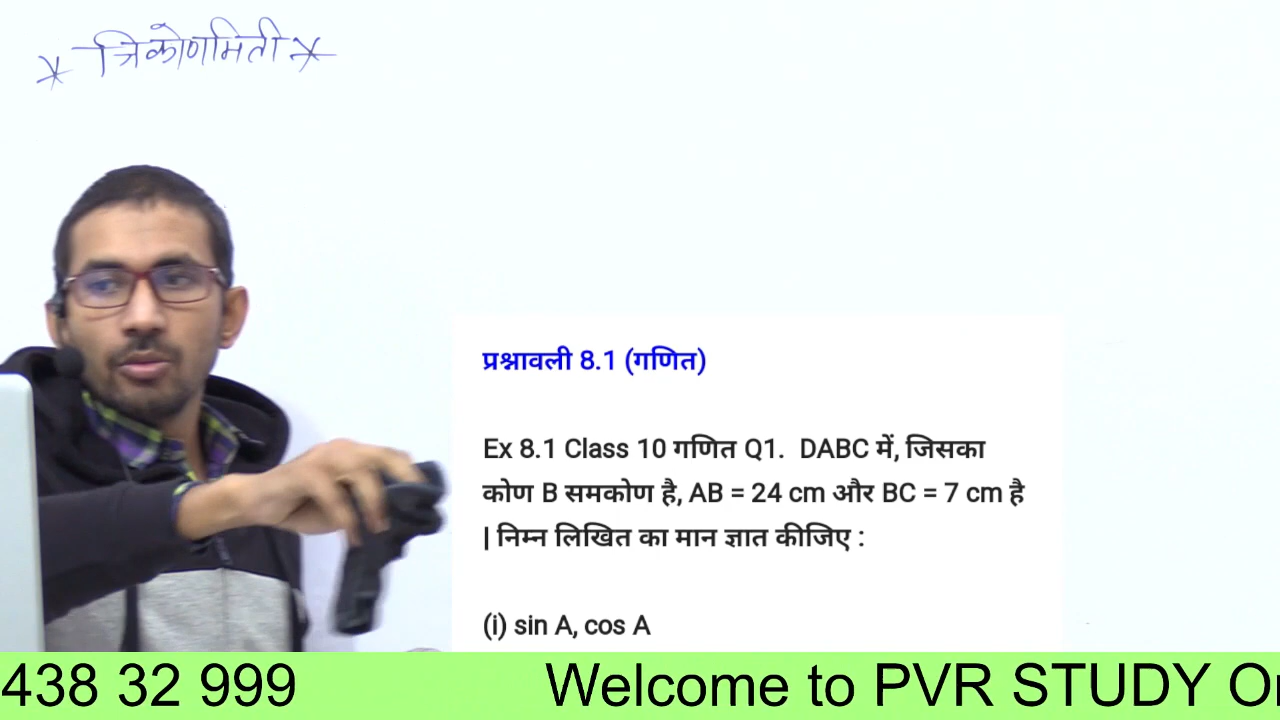 * त्रिकोणमिती *
प्रश्नावली 8.1 (गणित)
Ex 8.1 Class 10 गणित Q1. DABC में, जिसका
कोण B समकोण है, AB = 24 cm और BC = 7 cm है
| निम्न लिखित का मान ज्ञात कीजिए :
(i) sin A, cos A
438 32 999 Welcome to PVR STUDY